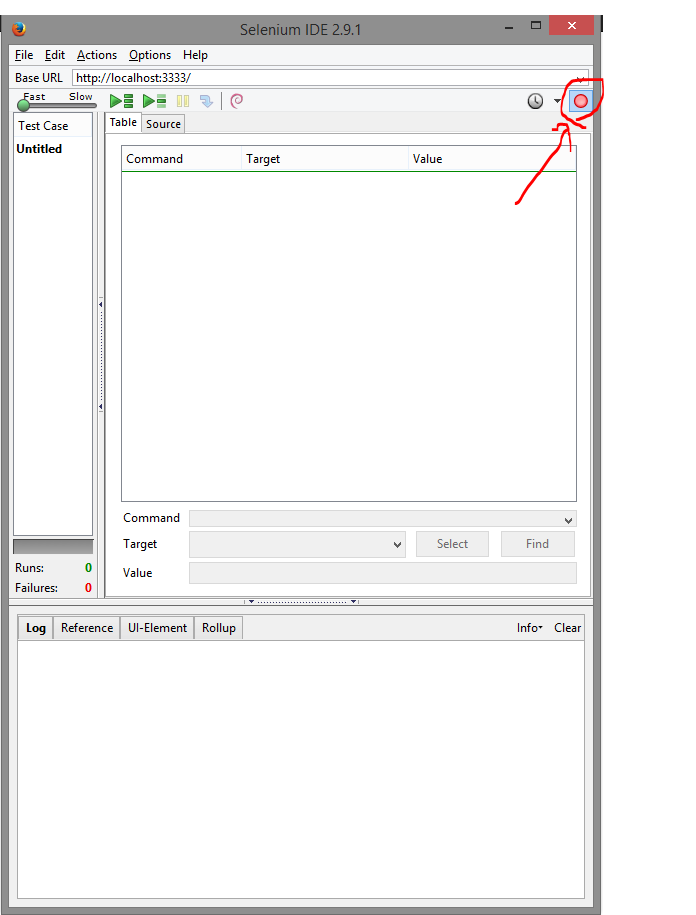 Selenium IDE 2.9.1
File Edit Actions Options Help
Base URL http://localhost:3333/
Fast Slow
Test Case
Untitled
Table Source
Command Target Value
Command
Target Select Find
Value
Runs: 0
Failures: 0
Log Reference UI-Element Rollup Info Clear